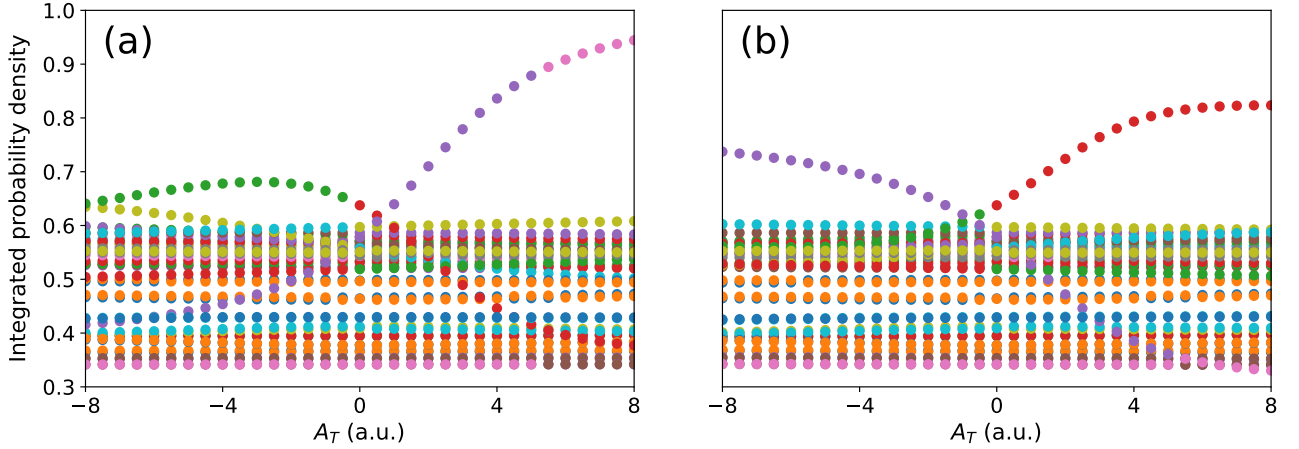 (a)
(b)
Integrated probability density
1.0
0.9
0.8
0.7
0.6
0.5
0.4
0.3
−8 −4 0 4 8
−8 −4 0 4 8
A_T (a.u.)
A_T (a.u.)